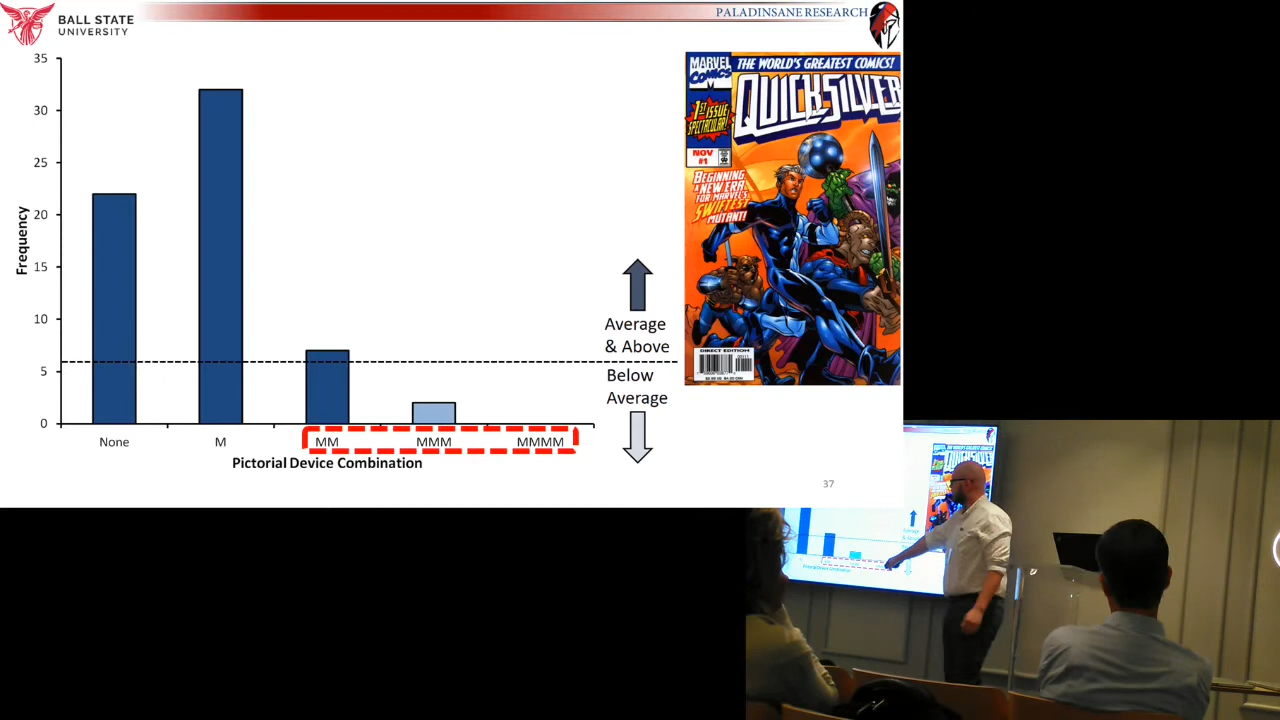 BALL STATE
UNIVERSITY
PALADINSANE RESEARCH
35
30
25
20
15
10
5
0
Frequency
None
M
MM
MMM
MMMM
Pictorial Device Combination
Average
& Above
Below
Average
MARVEL
COMICS
THE WORLD'S GREATEST COMICS!
QUICKSILVER
1ST ISSUE
SPECTACULAR!
NOV
#1
BEGINNING
A NEW ERA
FOR MARVEL'S
SWIFTEST
MUTANT!
DIRECT EDITION
37